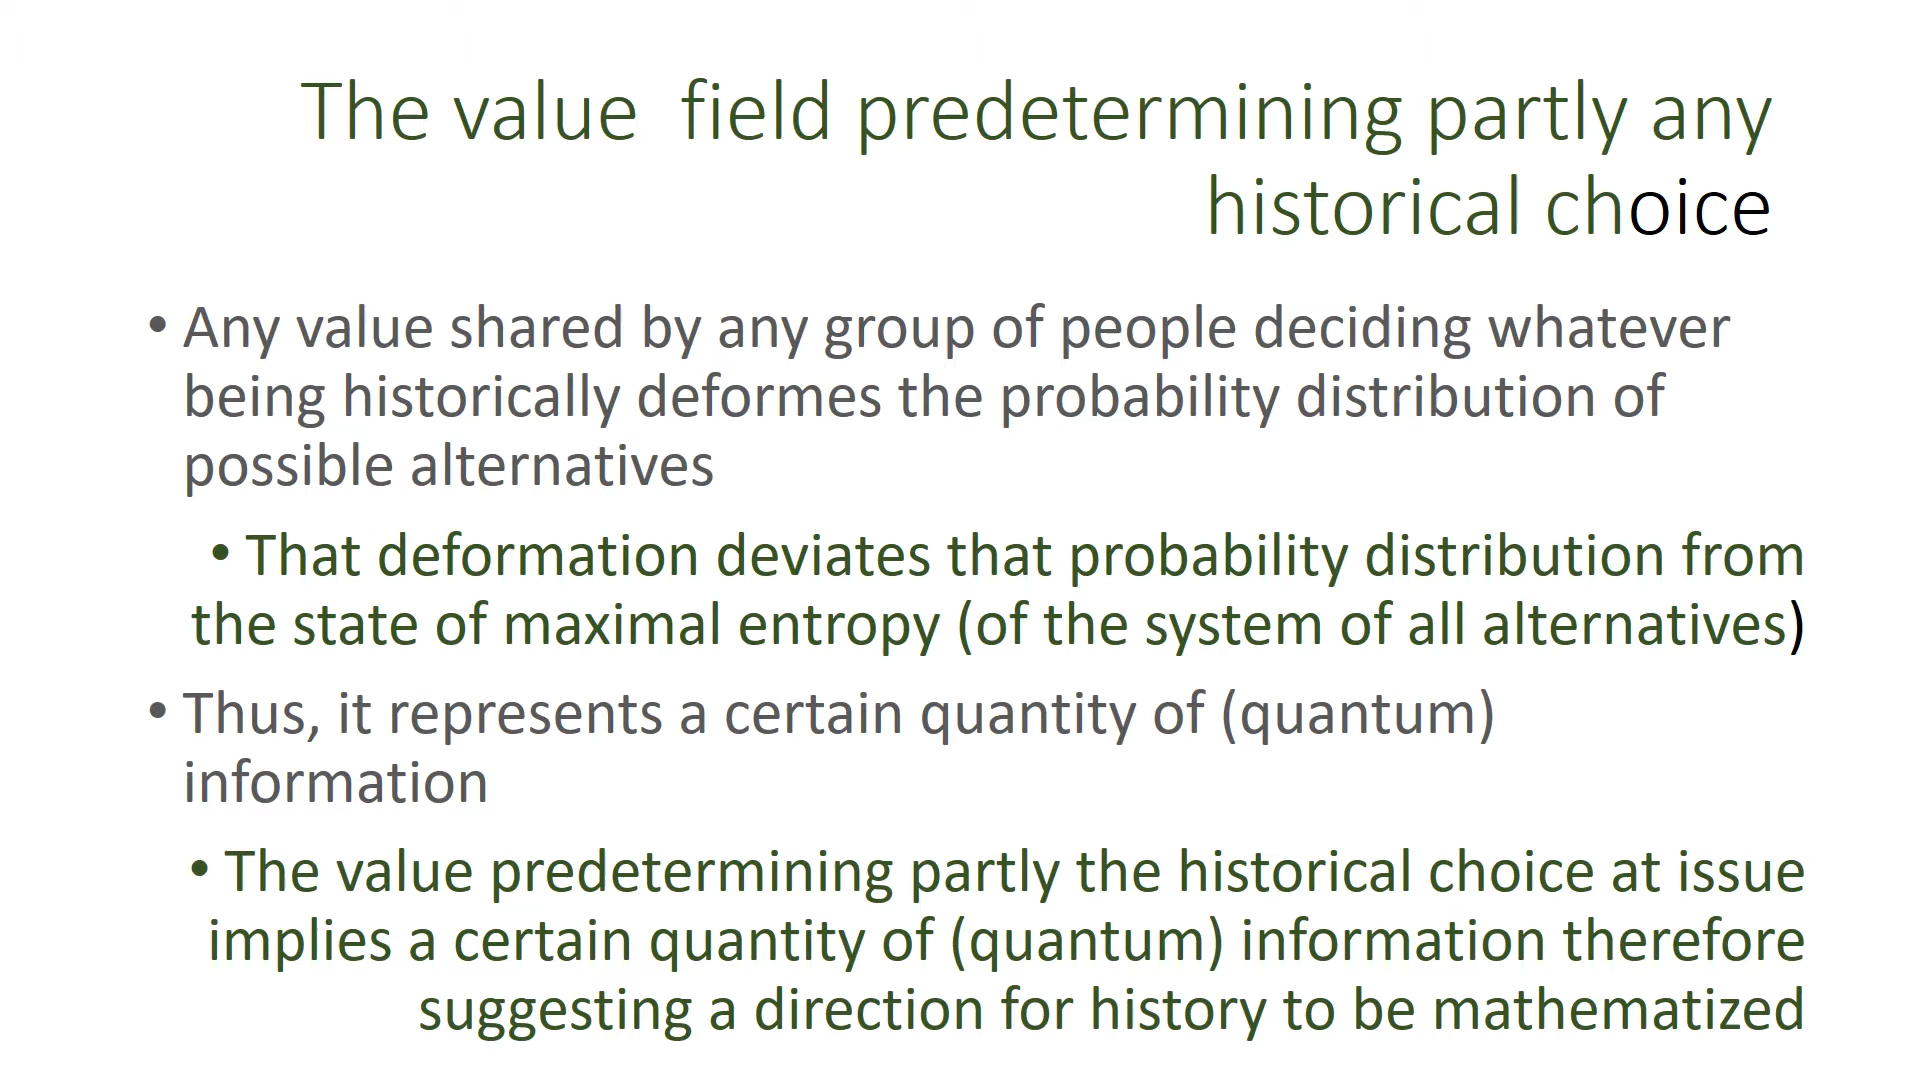 The value  field predetermining partly any
historical choice
• Any value shared by any group of people deciding whatever
being historically deformes the probability distribution of
possible alternatives
• That deformation deviates that probability distribution from
the state of maximal entropy (of the system of all alternatives)
• Thus, it represents a certain quantity of (quantum)
information
• The value predetermining partly the historical choice at issue
implies a certain quantity of (quantum) information therefore
suggesting a direction for history to be mathematized